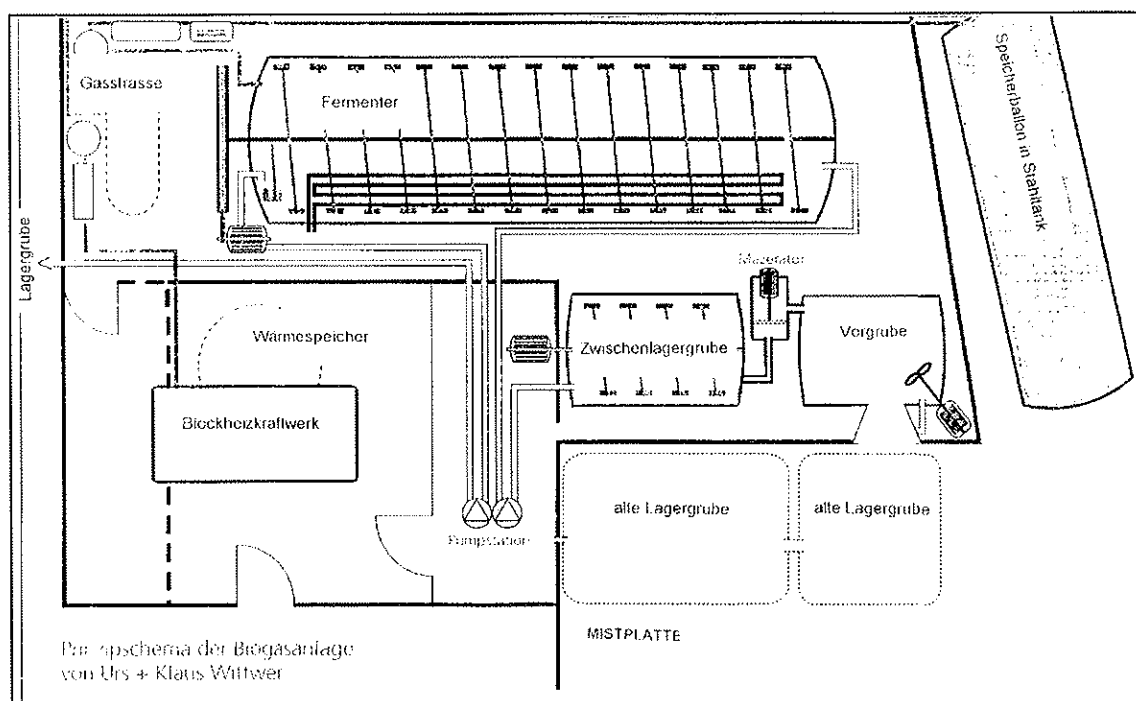 Gasstrasse
Fermenter
Speicherballon in Stahltank
Lagergrube
Mazerator
Wärmespeicher
Zwischenlagergrube
Vorgrube
Blockheizkraftwerk
alte Lagergrube
alte Lagergrube
Pumpstation
MISTPLATTE
Prinzipschema der Biogasanlage
von Urs + Klaus Wittwer